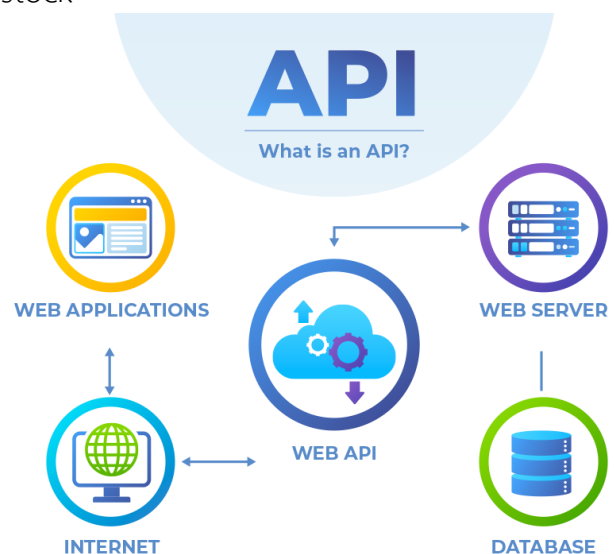 API
What is an API?
WEB APPLICATIONS
WEB SERVER
WEB API
INTERNET
DATABASE